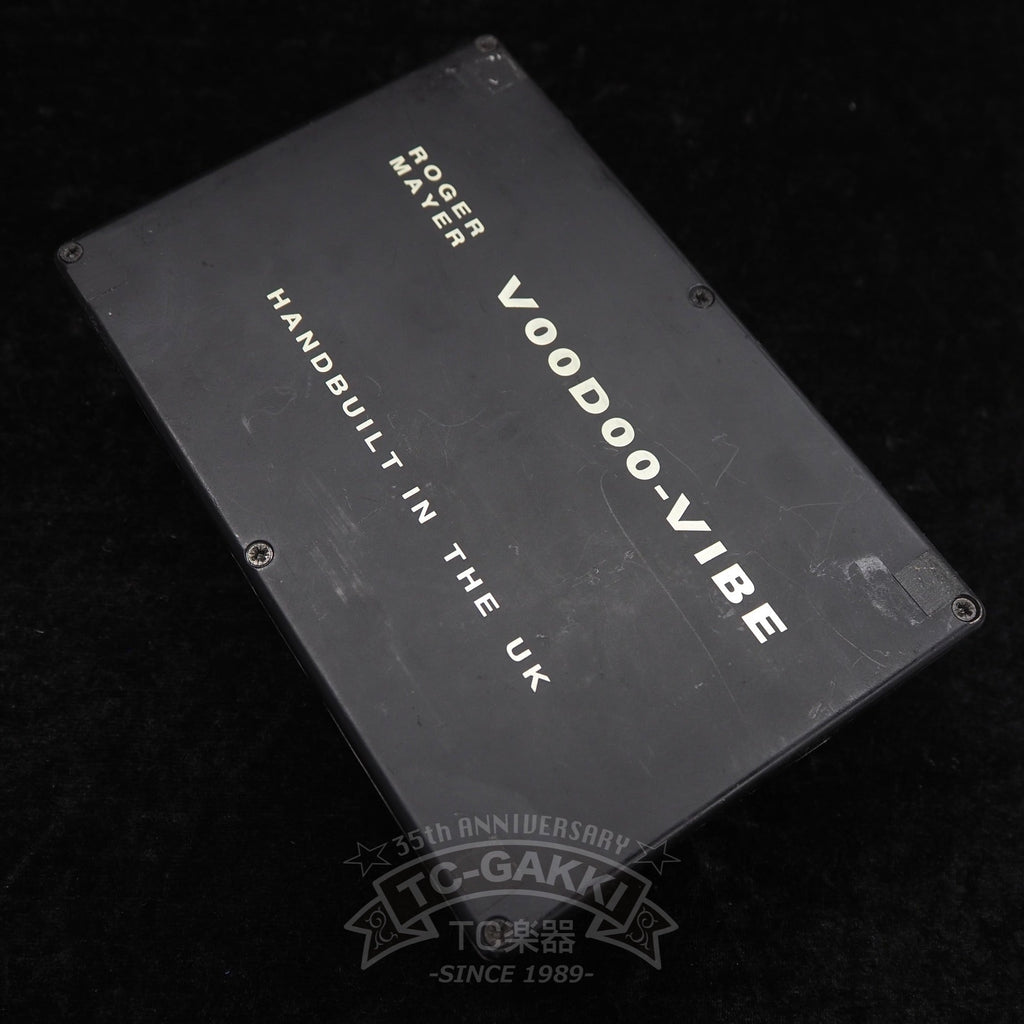 ROGER
MAYER
VOODOO-VIBE
HANDBUILT IN THE UK
35th ANNIVERSARY
TC-GAKKI
TC楽器
-SINCE 1989-